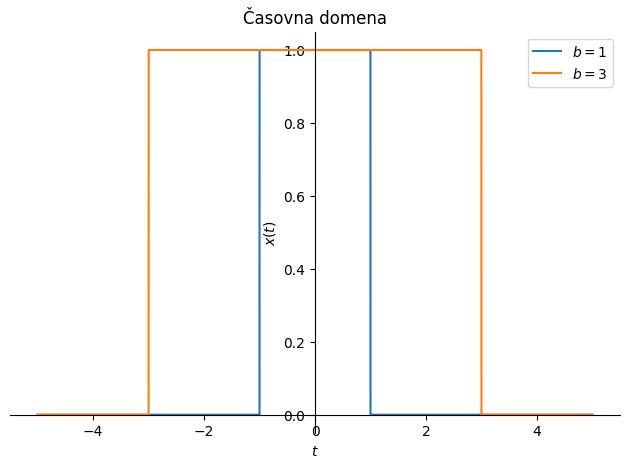 Časovna domena
b = 1
b = 3
1.0
0.8
0.6
x(t)
0.4
0.2
0.0
−4 −2 0 2 4
t